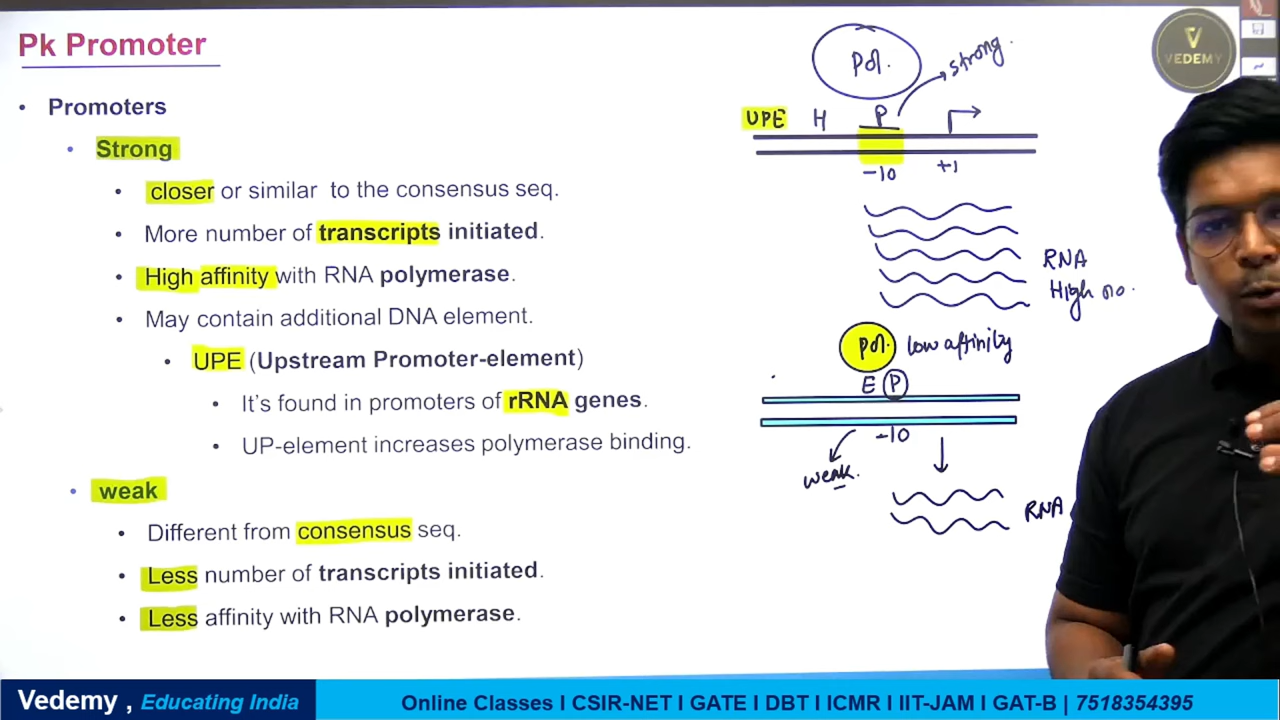 Pk Promoter
• Promoters
• Strong
• closer or similar to the consensus seq.
• More number of transcripts initiated.
• High affinity with RNA polymerase.
• May contain additional DNA element.
• UPE (Upstream Promoter-element)
• It's found in promoters of rRNA genes.
• UP-element increases polymerase binding.
• weak
• Different from consensus seq.
• Less number of transcripts initiated.
• Less affinity with RNA polymerase.
Pol.
strong.
UPE H P
-10 +1
RNA
High no.
Pol. low affinity
E P
-10
weak.
RNA
VEDEMY
Vedemy , Educating India
Online Classes I CSIR-NET I GATE I DBT I ICMR I IIT-JAM I GAT-B | 7518354395